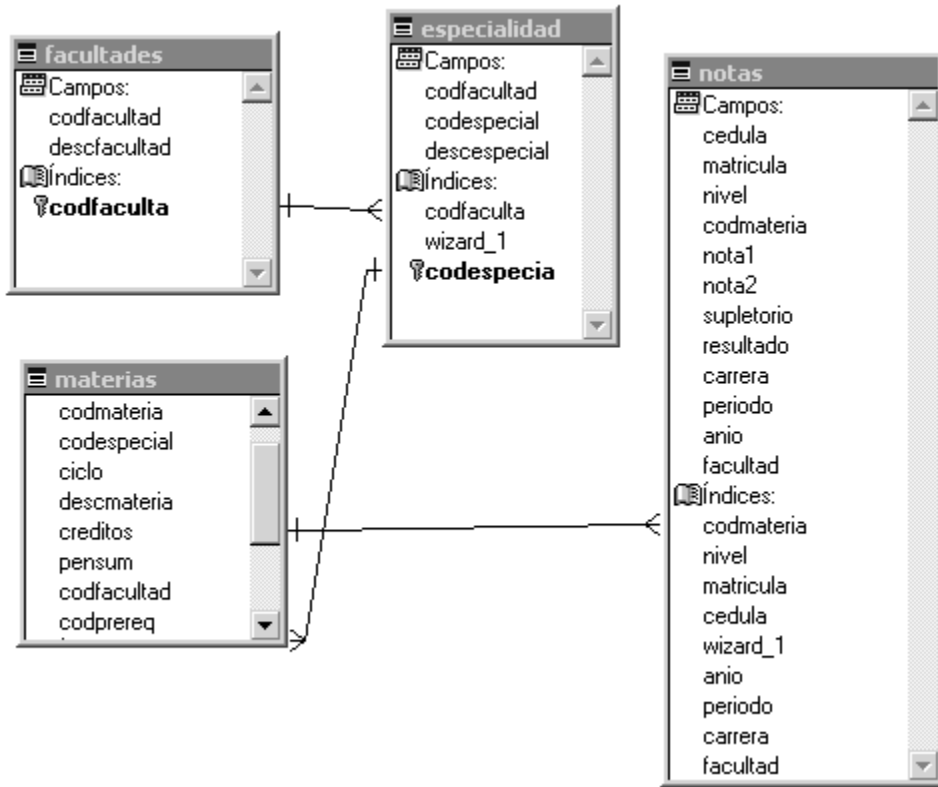 facultades
Campos:
codfacultad
descfacultad
Índices:
codfaculta
especialidad
Campos:
codfacultad
codespecial
descespecial
Índices:
codfaculta
wizard_1
codespecia
materias
codmateria
codespecial
ciclo
descmateria
creditos
pensum
codfacultad
codprereq
notas
Campos:
cedula
matricula
nivel
codmateria
nota1
nota2
supletorio
resultado
carrera
periodo
anio
facultad
Índices:
codmateria
nivel
matricula
cedula
wizard_1
anio
periodo
carrera
facultad